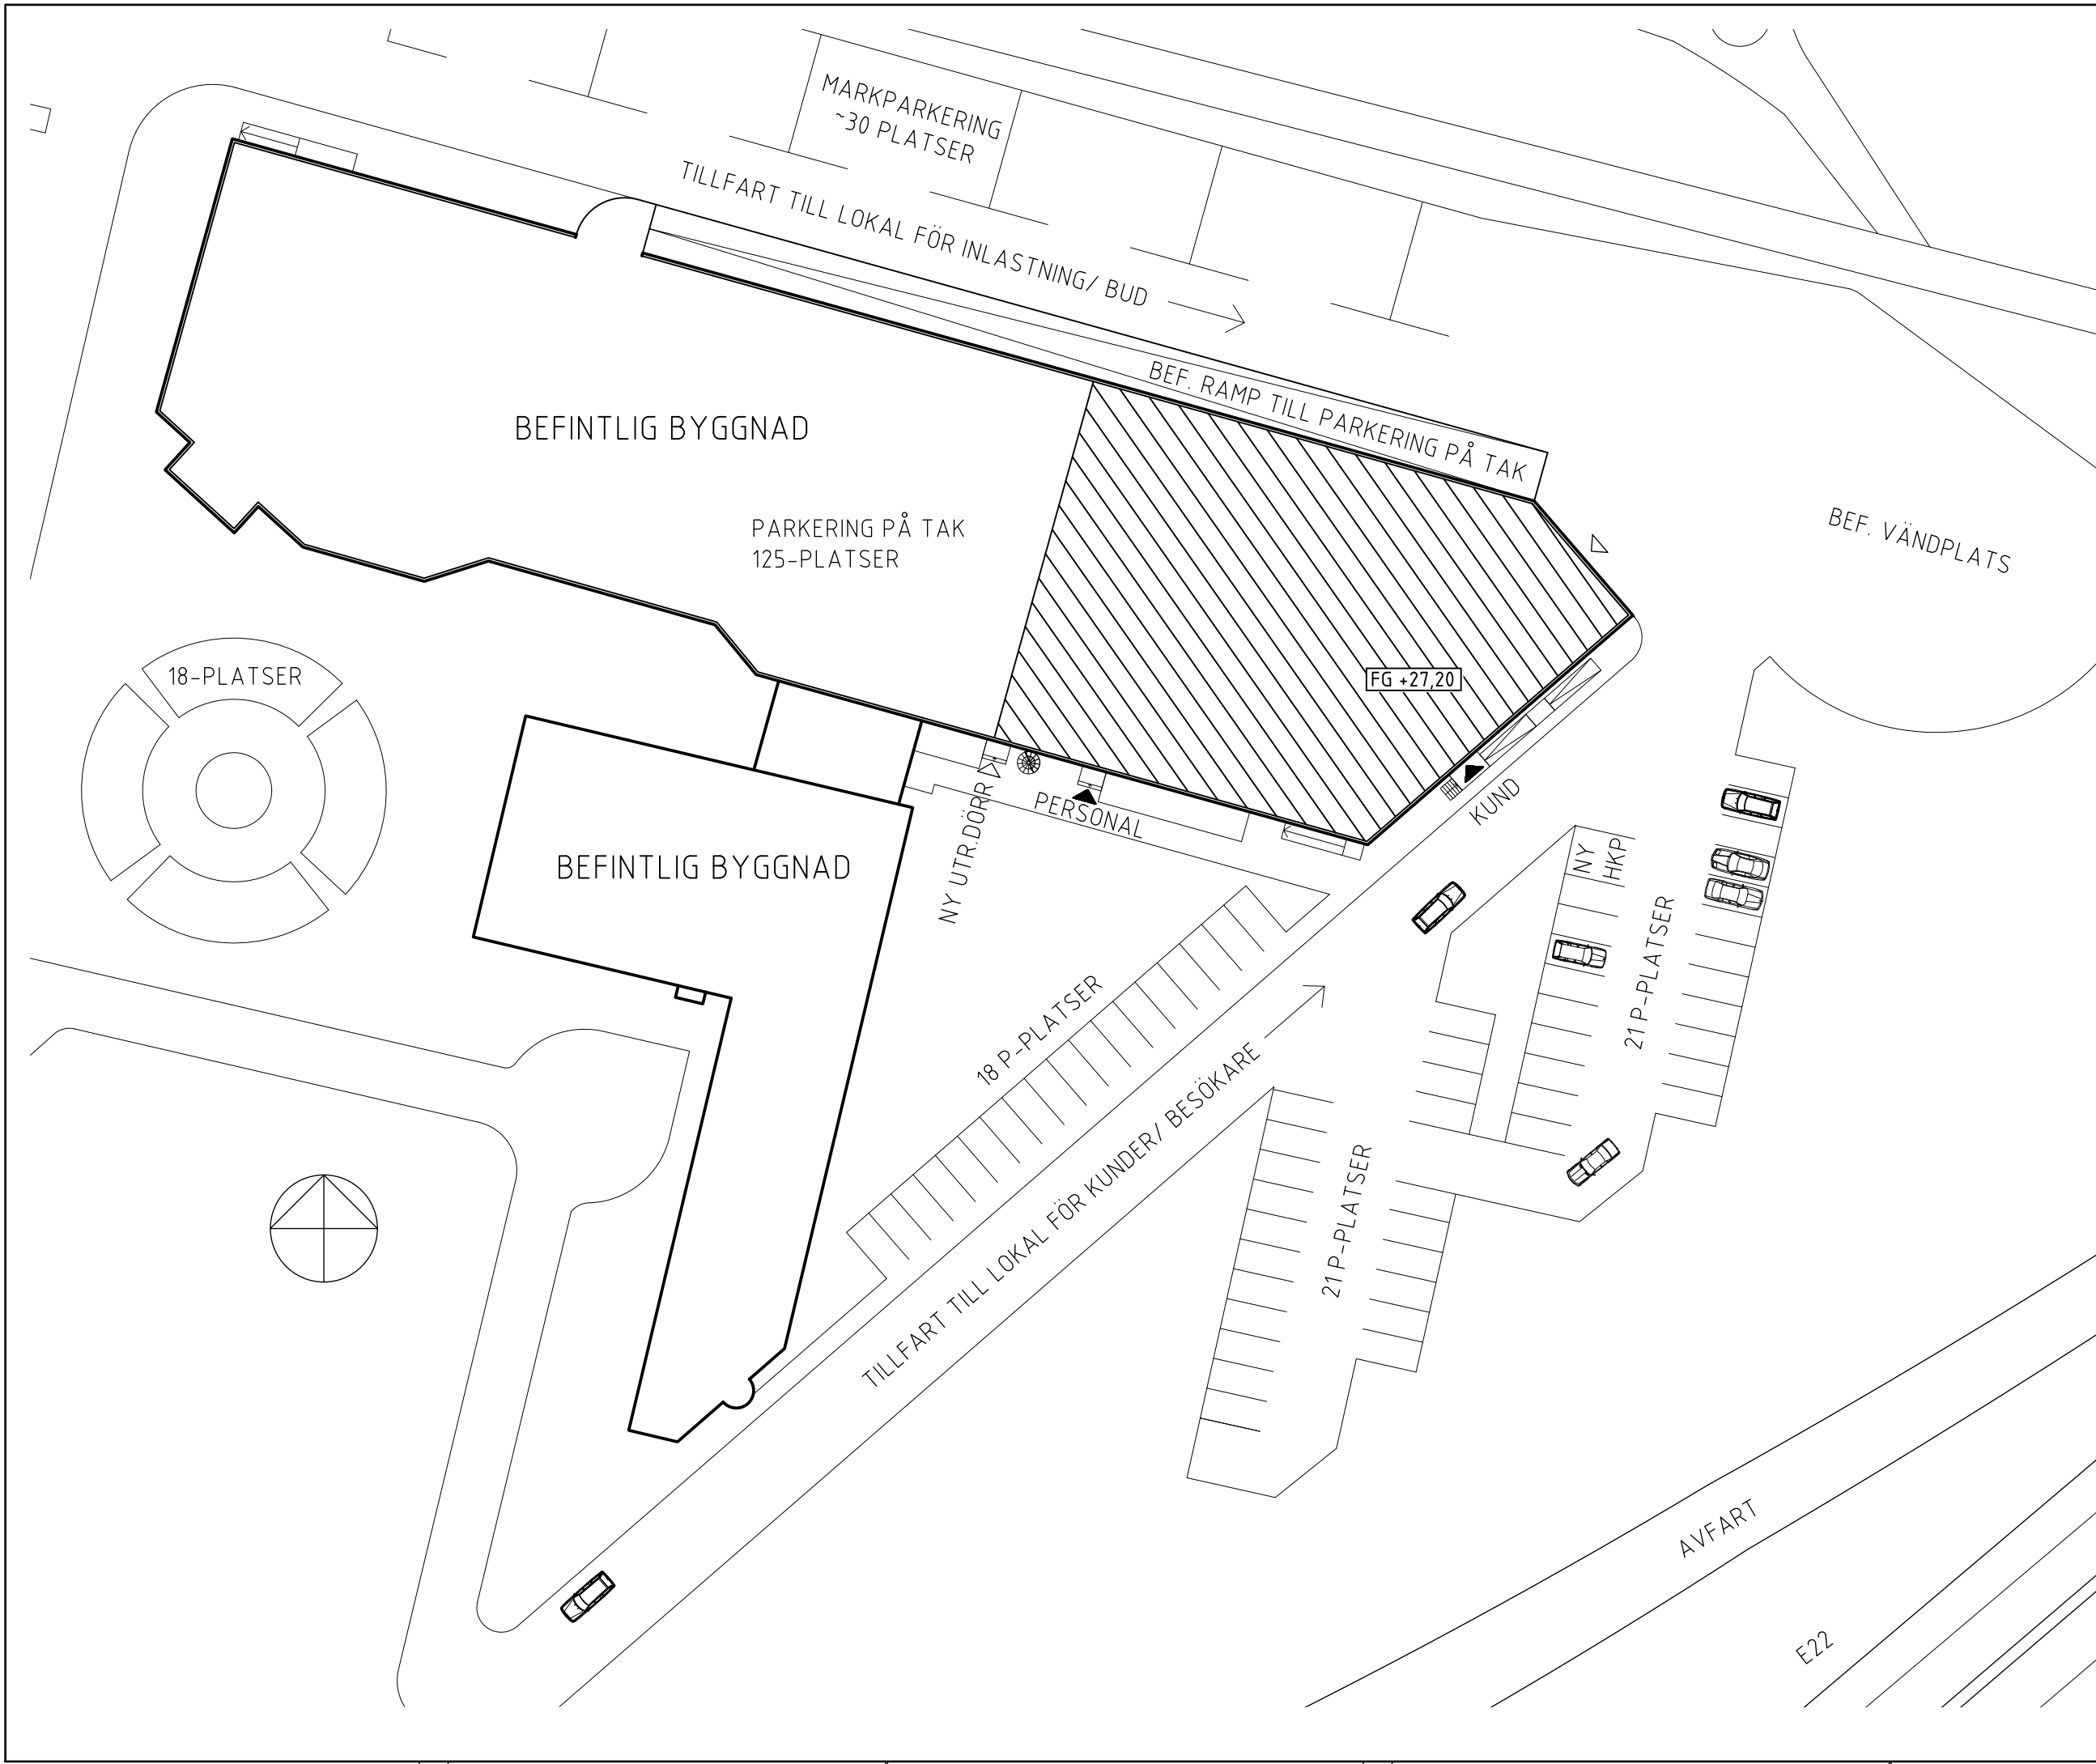 MARKPARKERING
~30 PLATSER
TILLFART TILL LOKAL FÖR INLASTNING/ BUD
BEF. RAMP TILL PARKERING PÅ TAK
BEFINTLIG BYGGNAD
PARKERING PÅ TAK
125-PLATSER
BEF. VÄNDPLATS
18-PLATSER
FG +27,20
NY UTR.DÖRR
PERSONAL
KUND
BEFINTLIG BYGGNAD
NY
HKP
21 P-PLATSER
18 P-PLATSER
TILLFART TILL LOKAL FÖR KUNDER/ BESÖKARE
21 P-PLATSER
AVFART
E22